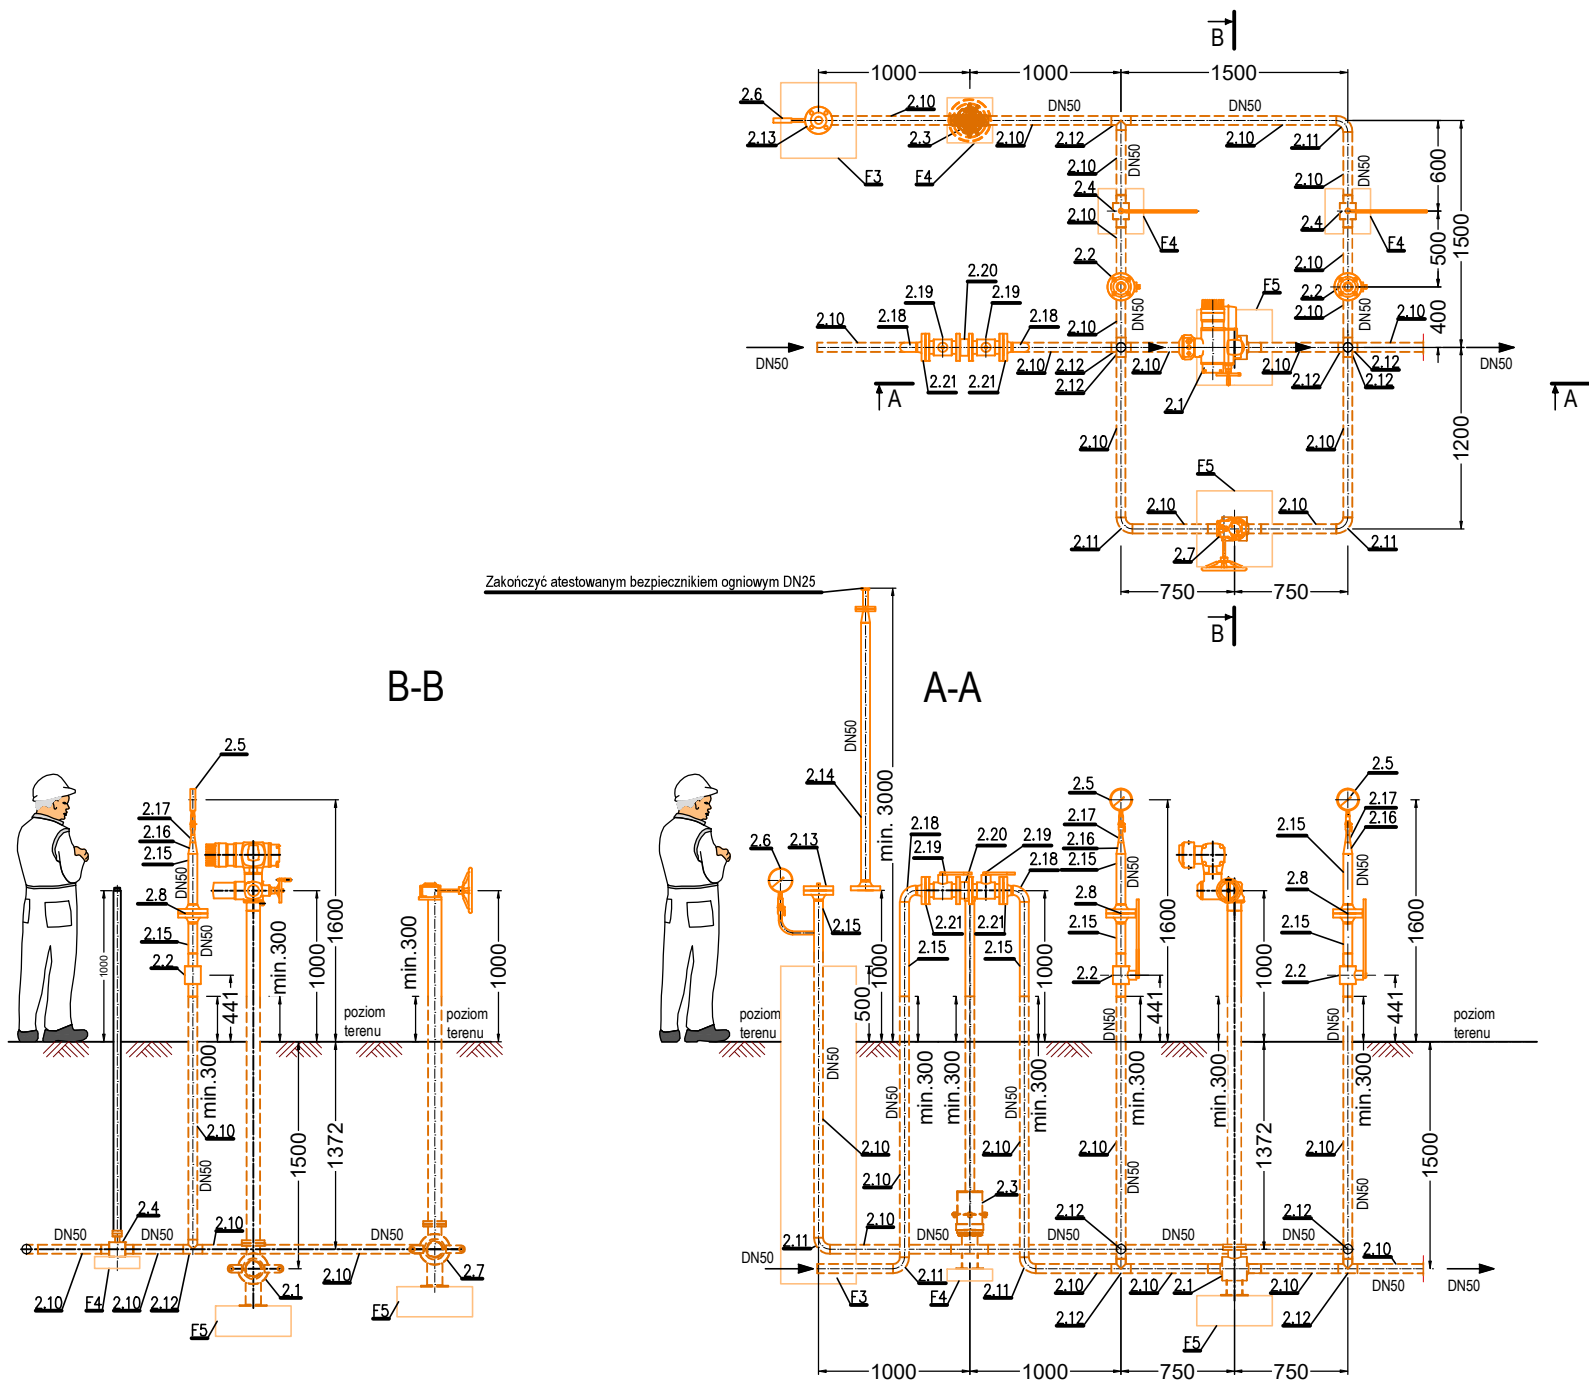 B
1000
1000
1500
2.6
2.10
DN50
DN50
2.13
2.3
2.10
2.12
2.10
2.11
F3
F4
2.10
DN50
2.10
DN50
600
1500
2.4
2.10
F4
2.4
F4
500
2.2
2.10
2.20
2.19
2.19
F5
2.2
2.10
2.18
2.18
2.10
DN50
2.10
DN50
2.10
400
DN50
2.21
2.21
2.10
2.12
2.12
2.10
2.10
2.12
2.12
2.12
DN50
A
2.1
A
2.10
2.10
1200
F5
2.10
2.10
2.11
2.7
2.11
750
750
B
Zakończyć atestowanym bezpiecznikiem ogniowym DN25
B-B
A-A
2.5
2.17
2.16
2.15
DN50
2.8
2.15
DN50
2.2
1000
441
min.300
min.300
1000
1600
min.300
1000
poziom
terenu
poziom
terenu
2.10
DN50
1500
1372
2.4
DN50
DN50
2.10
DN50
2.10
F4
2.10
2.12
2.1
2.10
2.7
F5
F5
DN50
2.14
min. 3000
2.6
2.13
2.15
2.18
2.19
2.20
2.19
2.18
2.21
2.21
2.15
2.15
500
1000
1000
2.5
2.17
2.16
2.15
DN50
2.8
2.15
2.2
441
1600
1000
2.5
2.17
2.16
2.15
DN50
2.8
2.15
2.2
441
1600
poziom
terenu
poziom
terenu
DN50
DN50
min.300
min.300
DN50
min.300
DN50
min.300
min.300
DN50
min.300
2.10
2.10
2.10
2.10
DN50
1372
2.10
DN50
1500
2.3
2.11
2.10
DN50
DN50
2.12
DN50
2.12
2.10
DN50
F3
2.11
F4
2.11
2.10
2.12
2.10
2.1
2.10
2.12
DN50
DN50
F5
1000
1000
750
750